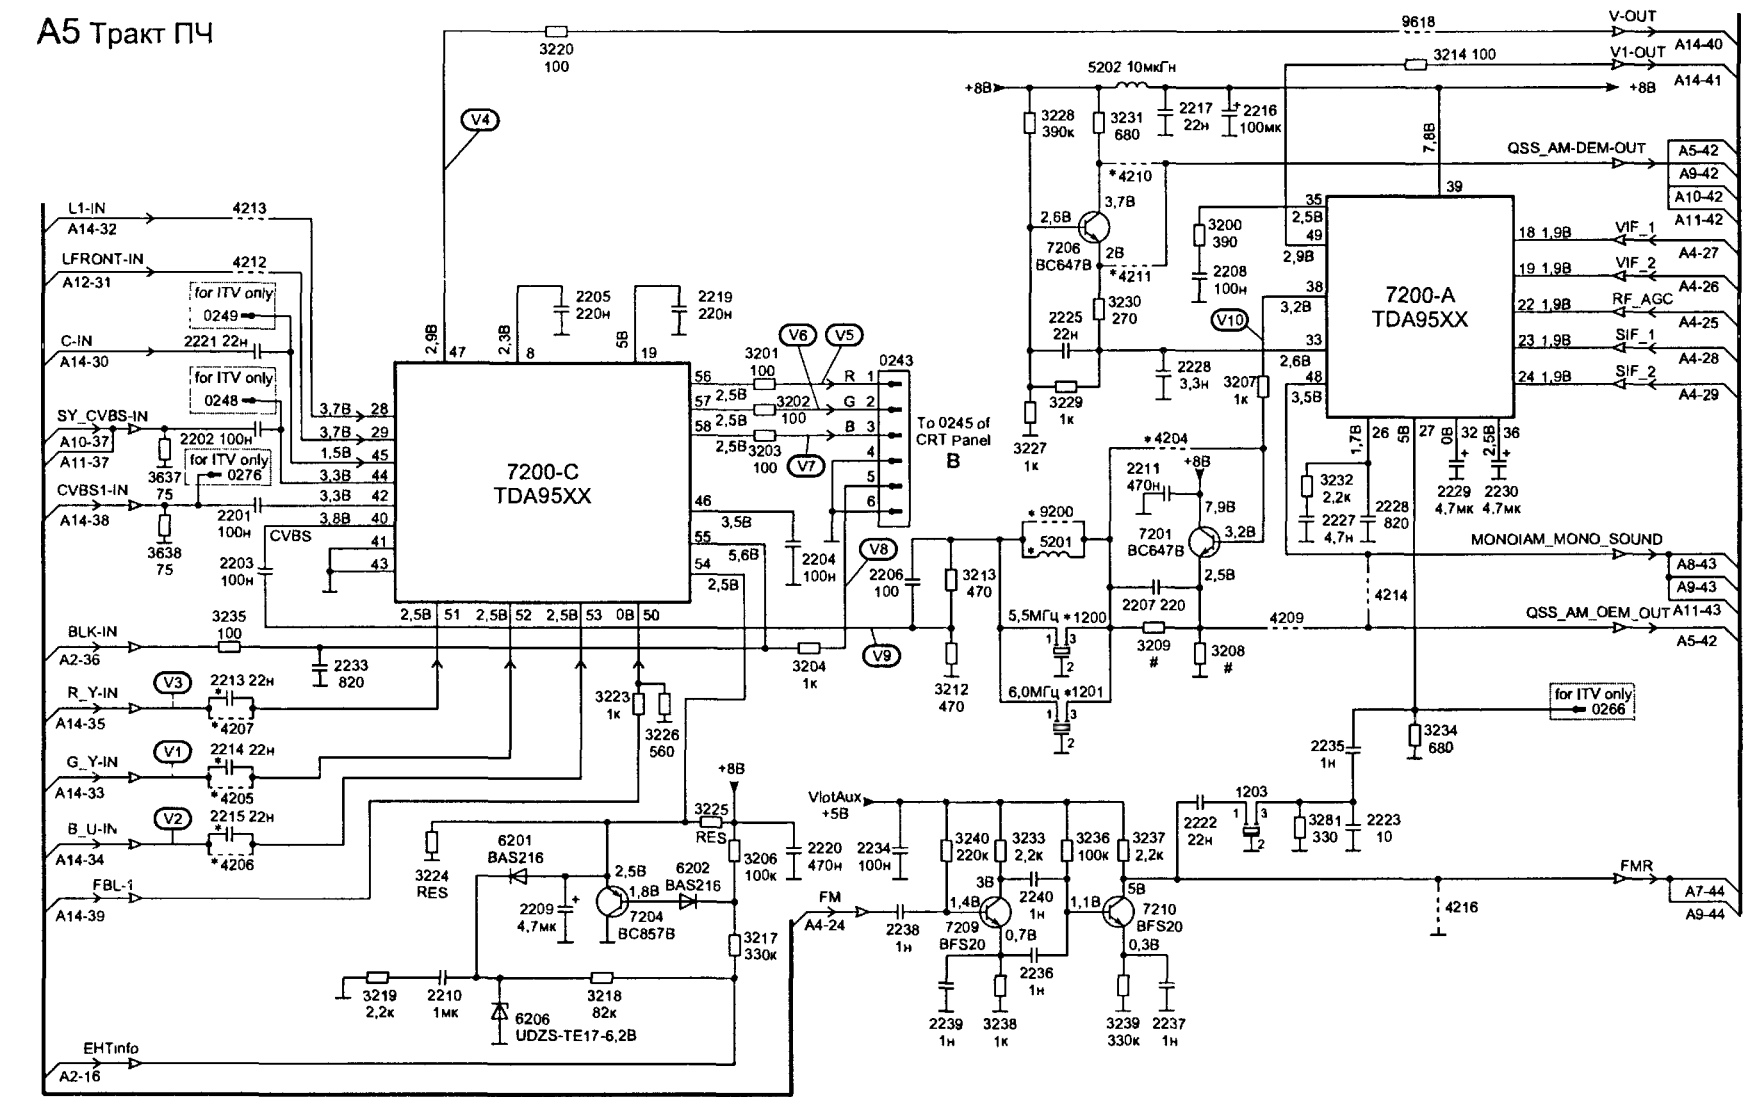 А5 Тракт ПЧ
3220
100
9618
V-OUT
A14-40
3214 100
V1-OUT
A14-41
5202 10мкГн
+8В
+8В
V4
3228
390к
3231
680
2217
22н
+
2216
100мк
7,8В
QSS_AM-DEM-OUT
A5-42
A9-42
A10-42
A11-42
*4210
3,7В
2,6В
7206
BC647B
2В
*4211
3230
270
2225
22н
3229
1к
3227
1к
2228
3,3н
3200
390
2208
100н
V10
3207
1к
35
2,5В
49
2,9В
38
3,2В
33
2,6В
48
3,5В
39
7200-A
TDA95XX
18 1,9В
VIF_1
A4-27
19 1,9В
VIF_2
A4-26
22 1,9В
RF_AGC
A4-25
23 1,9В
SIF_1
A4-28
24 1,9В
SIF_2
A4-29
1,7В
26
5В
27
0В
32
2,5В
36
3232
2,2к
2227
4,7н
2228
820
+
2229
4,7мк
+
2230
4,7мк
L1-IN
A14-32
4213
LFRONT-IN
A12-31
4212
for ITV only
0249
C-IN
A14-30
2221 22н
for ITV only
0248
SY_CVBS-IN
A10-37
A11-37
2202 100н
3637
75
for ITV only
0276
CVBS1-IN
A14-38
2201
100н
3638
75
CVBS
2203
100н
2,9В
47
2,3В
8
5В
19
2205
220н
2219
220н
3,7В
28
3,7В
29
1,5В
45
3,3В
44
3,3В
42
3,8В
40
41
43
7200-C
TDA95XX
56
2,5В
57
2,5В
58
2,5В
3201
100
3202
100
3203
100
V6
V5
V7
R
G
B
0243
1
2
3
4
5
6
To 0245 of
CRT Panel
B
46
3,5В
55
5,6В
54
2,5В
2204
100н
V8
2,5В
51
2,5В
52
2,5В
53
0В
50
*4204
2211
470н
+8В
7,9В
7201
BC647B
3,2В
2,5В
*9200
*
5201
2206
100
3213
470
2207 220
5,5МГц *1200
1
3
2
3209
#
3208
#
4209
4214
MONOIAM_MONO_SOUND
A8-43
A9-43
A11-43
QSS_AM_OEM_OUT
A5-42
3212
470
6,0МГц *1201
1
3
2
BLK-IN
A2-36
3235
100
2233
820
3204
1к
V9
R_Y-IN
A14-35
V3
*
2213 22н
*4207
G_Y-IN
A14-33
V1
*
2214 22н
*4205
B_U-IN
A14-34
V2
*
2215 22н
*4206
FBL-1
A14-39
3223
1к
3226
560
for ITV only
0266
3234
680
2235
1н
1203
1
3
2
2222
22н
3281
330
2223
10
+8В
3225
RES
3224
RES
6201
BAS216
2,5В
6202
BAS216
1,8В
7204
BC857B
+
2209
4,7мк
3206
100к
2220
470н
3217
330к
3219
2,2к
2210
1мк
3218
82к
6206
UDZS-TE17-6,2В
EHTinfo
A2-16
VlotAux
+5В
2234
100н
3240
220к
3233
2,2к
3236
100к
3237
2,2к
FM
A4-24
2238
1н
3В
1,4В
7209
BFS20
0,7В
2240
1н
2236
1н
5В
1,1В
7210
BFS20
0,3В
2239
1н
3238
1к
3239
330к
2237
1н
FMR
A7-44
A9-44
4216